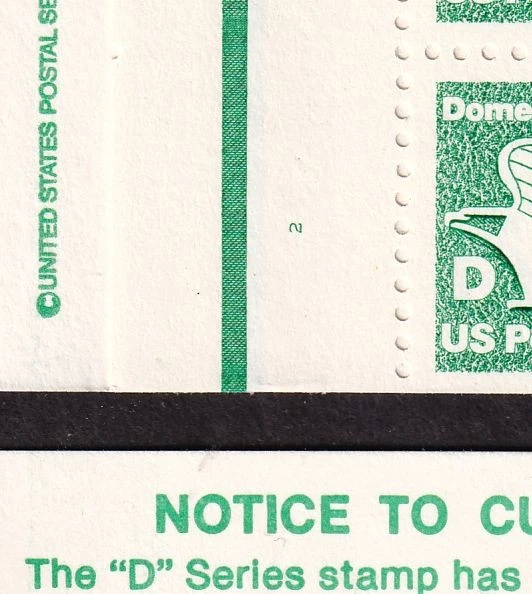 ©UNITED STATES POSTAL SE
2
Dome
D
US P
NOTICE TO CU
The “D” Series stamp has